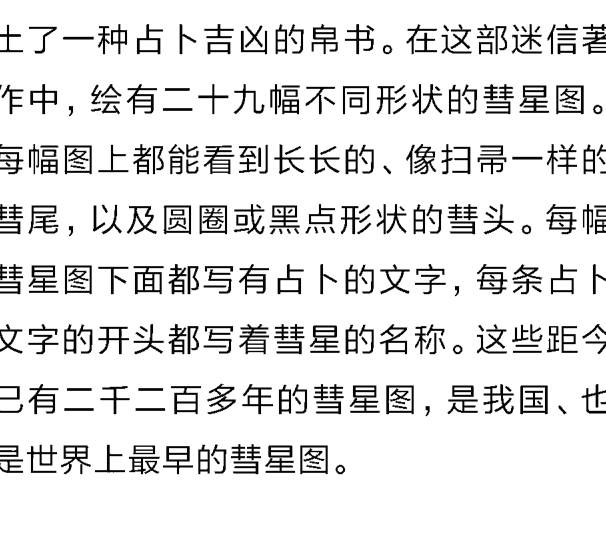 土了一种占卜吉凶的帛书。在这部迷信著
作中，绘有二十九幅不同形状的彗星图。
每幅图上都能看到长长的、像扫帚一样的
彗尾，以及圆圈或黑点形状的彗头。每幅
彗星图下面都写有占卜的文字，每条占卜
文字的开头都写着彗星的名称。这些距今
已有二千二百多年的彗星图，是我国、也
是世界上最早的彗星图。